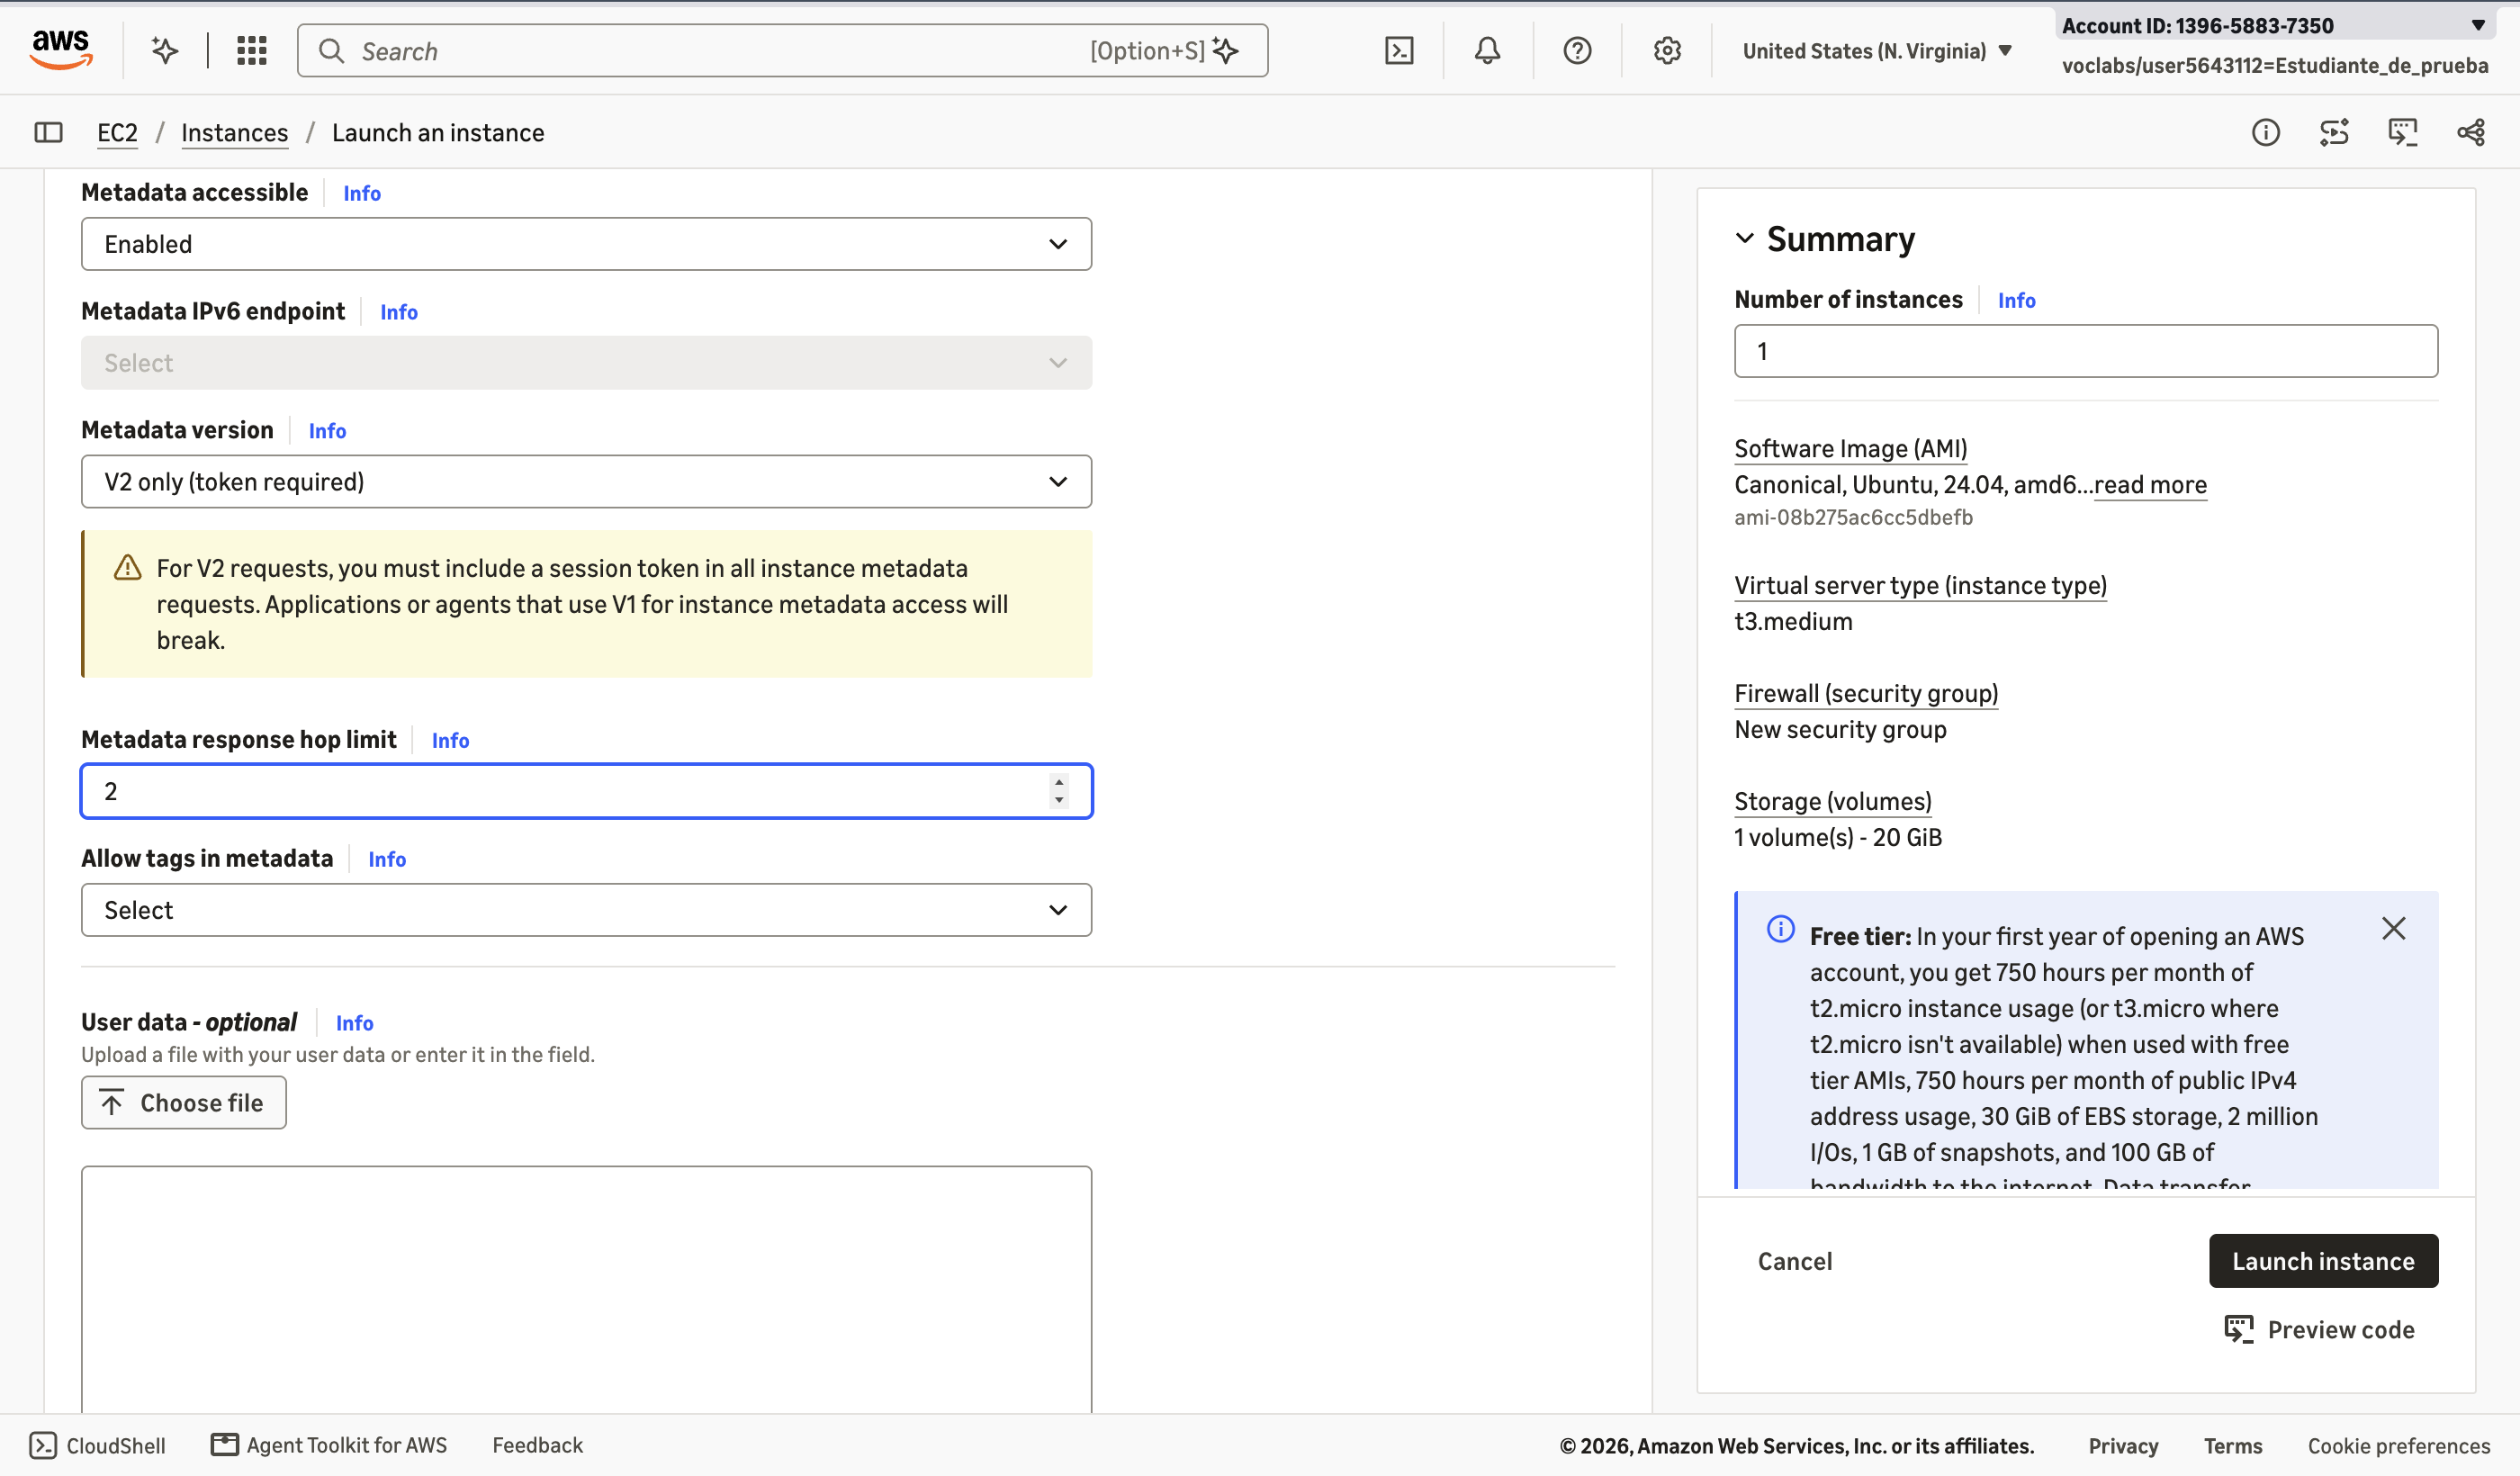 aws
Search
[Option+S]
United States (N. Virginia)
Account ID: 1396-5883-7350
voclabs/user5643112=Estudiante_de_prueba
EC2 / Instances / Launch an instance
Metadata accessible
Info
Enabled
Metadata IPv6 endpoint
Info
Select
Metadata version
Info
V2 only (token required)
For V2 requests, you must include a session token in all instance metadata
requests. Applications or agents that use V1 for instance metadata access will
break.
Metadata response hop limit
Info
2
Allow tags in metadata
Info
Select
User data - optional
Info
Upload a file with your user data or enter it in the field.
Choose file
Summary
Number of instances
Info
1
Software Image (AMI)
Canonical, Ubuntu, 24.04, amd6...read more
ami-08b275ac6cc5dbefb
Virtual server type (instance type)
t3.medium
Firewall (security group)
New security group
Storage (volumes)
1 volume(s) - 20 GiB
Free tier: In your first year of opening an AWS
account, you get 750 hours per month of
t2.micro instance usage (or t3.micro where
t2.micro isn't available) when used with free
tier AMIs, 750 hours per month of public IPv4
address usage, 30 GiB of EBS storage, 2 million
I/Os, 1 GB of snapshots, and 100 GB of
bandwidth to the internet. Data transfer
Cancel
Launch instance
Preview code
CloudShell
Agent Toolkit for AWS
Feedback
© 2026, Amazon Web Services, Inc. or its affiliates.
Privacy
Terms
Cookie preferences